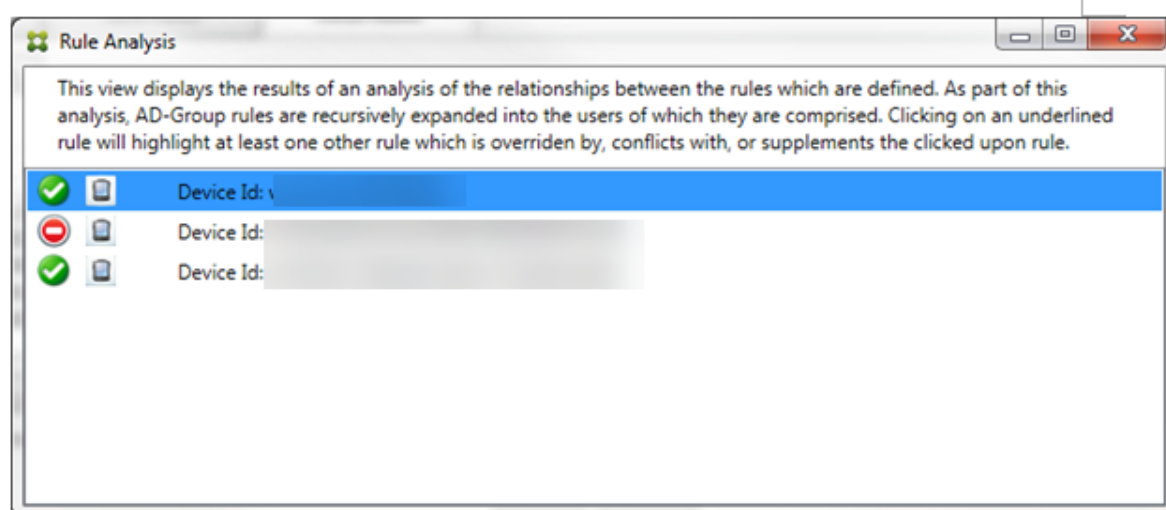 Rule Analysis
This view displays the results of an analysis of the relationships between the rules which are defined. As part of this
analysis, AD-Group rules are recursively expanded into the users of which they are comprised. Clicking on an underlined
rule will highlight at least one other rule which is overriden by, conflicts with, or supplements the clicked upon rule.
Device Id:
Device Id:
Device Id: